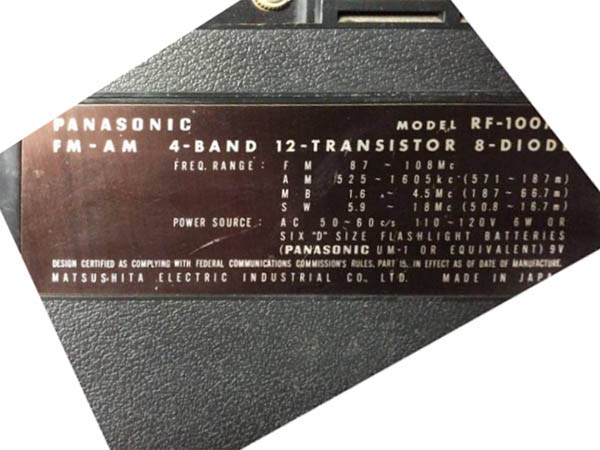 PANASONIC MODEL RF-100
FM-AM 4-BAND 12-TRANSISTOR 8-DIOD
FREQ. RANGE: F M 87 ~ 108Mc
A M 525 ~ 1605kc (571 ~ 187m)
M B 1.6 ~ 4.5Mc (187 ~ 66.7m)
S W 5.9 18Mc (50.8 ~ 16.7m)
POWER SOURCE: AC 50~60c/s 110~120V 6W OR
SIX "D" SIZE FLASHLIGHT BATTERIES
(PANASONIC UM-1 OR EQUIVALENT) 9V
DESIGN CERTIFIED AS COMPLYING WITH FEDERAL COMMUNICATIONS COMMISSION'S RULES, PART 15, IN EFFECT AS OF DATE OF MANUFACTURE.
MATSUSHITA ELECTRIC INDUSTRIAL CO., LTD. MADE IN JAPA